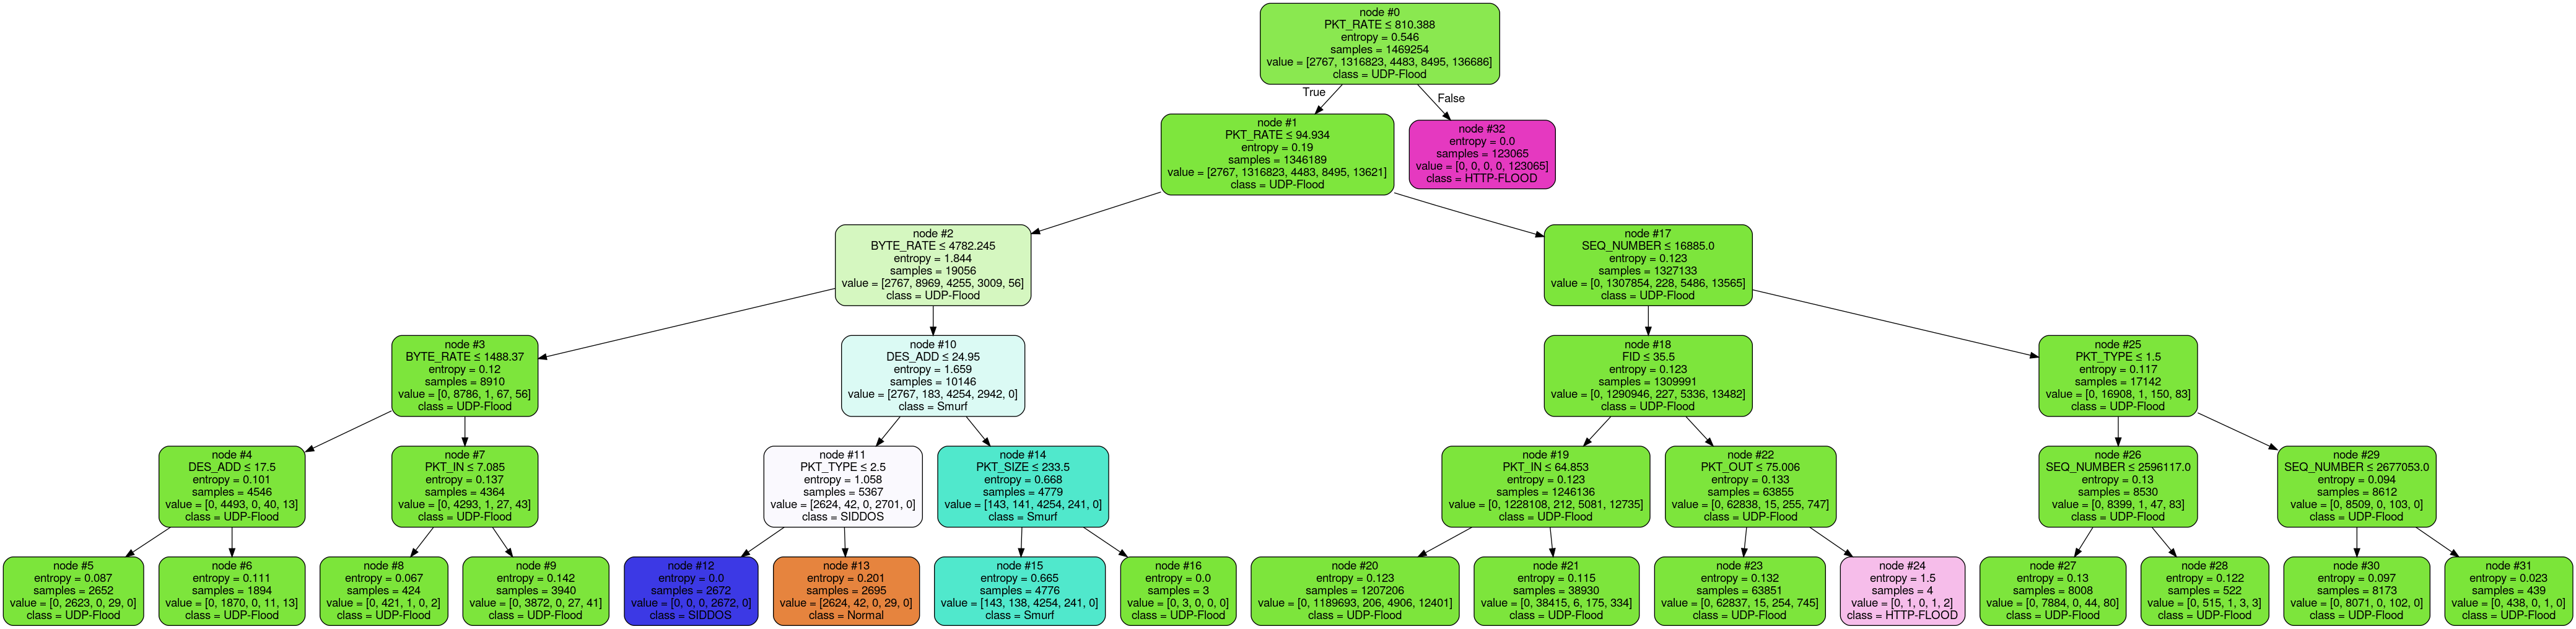 node #0
PKT_RATE ≤ 810.388
entropy = 0.546
samples = 1469254
value = [2767, 1316823, 4483, 8495, 136686]
class = UDP-Flood
True
False
node #1
PKT_RATE ≤ 94.934
entropy = 0.19
samples = 1346189
value = [2767, 1316823, 4483, 8495, 13621]
class = UDP-Flood
node #32
entropy = 0.0
samples = 123065
value = [0, 0, 0, 0, 123065]
class = HTTP-FLOOD
node #2
BYTE_RATE ≤ 4782.245
entropy = 1.844
samples = 19056
value = [2767, 8969, 4255, 3009, 56]
class = UDP-Flood
node #17
SEQ_NUMBER ≤ 16885.0
entropy = 0.123
samples = 1327133
value = [0, 1307854, 228, 5486, 13565]
class = UDP-Flood
node #3
BYTE_RATE ≤ 1488.37
entropy = 0.12
samples = 8910
value = [0, 8786, 1, 67, 56]
class = UDP-Flood
node #10
DES_ADD ≤ 24.95
entropy = 1.659
samples = 10146
value = [2767, 183, 4254, 2942, 0]
class = Smurf
node #18
FID ≤ 35.5
entropy = 0.123
samples = 1309991
value = [0, 1290946, 227, 5336, 13482]
class = UDP-Flood
node #25
PKT_TYPE ≤ 1.5
entropy = 0.117
samples = 17142
value = [0, 16908, 1, 150, 83]
class = UDP-Flood
node #4
DES_ADD ≤ 17.5
entropy = 0.101
samples = 4546
value = [0, 4493, 0, 40, 13]
class = UDP-Flood
node #7
PKT_IN ≤ 7.085
entropy = 0.137
samples = 4364
value = [0, 4293, 1, 27, 43]
class = UDP-Flood
node #11
PKT_TYPE ≤ 2.5
entropy = 1.058
samples = 5367
value = [2624, 42, 0, 2701, 0]
class = SIDDOS
node #14
PKT_SIZE ≤ 233.5
entropy = 0.668
samples = 4779
value = [143, 141, 4254, 241, 0]
class = Smurf
node #19
PKT_IN ≤ 64.853
entropy = 0.123
samples = 1246136
value = [0, 1228108, 212, 5081, 12735]
class = UDP-Flood
node #22
PKT_OUT ≤ 75.006
entropy = 0.133
samples = 63855
value = [0, 62838, 15, 255, 747]
class = UDP-Flood
node #26
SEQ_NUMBER ≤ 2596117.0
entropy = 0.13
samples = 8530
value = [0, 8399, 1, 47, 83]
class = UDP-Flood
node #29
SEQ_NUMBER ≤ 2677053.0
entropy = 0.094
samples = 8612
value = [0, 8509, 0, 103, 0]
class = UDP-Flood
node #5
entropy = 0.087
samples = 2652
value = [0, 2623, 0, 29, 0]
class = UDP-Flood
node #6
entropy = 0.111
samples = 1894
value = [0, 1870, 0, 11, 13]
class = UDP-Flood
node #8
entropy = 0.067
samples = 424
value = [0, 421, 1, 0, 2]
class = UDP-Flood
node #9
entropy = 0.142
samples = 3940
value = [0, 3872, 0, 27, 41]
class = UDP-Flood
node #12
entropy = 0.0
samples = 2672
value = [0, 0, 0, 2672, 0]
class = SIDDOS
node #13
entropy = 0.201
samples = 2695
value = [2624, 42, 0, 29, 0]
class = Normal
node #15
entropy = 0.665
samples = 4776
value = [143, 138, 4254, 241, 0]
class = Smurf
node #16
entropy = 0.0
samples = 3
value = [0, 3, 0, 0, 0]
class = UDP-Flood
node #20
entropy = 0.123
samples = 1207206
value = [0, 1189693, 206, 4906, 12401]
class = UDP-Flood
node #21
entropy = 0.115
samples = 38930
value = [0, 38415, 6, 175, 334]
class = UDP-Flood
node #23
entropy = 0.132
samples = 63851
value = [0, 62837, 15, 254, 745]
class = UDP-Flood
node #24
entropy = 1.5
samples = 4
value = [0, 1, 0, 1, 2]
class = HTTP-FLOOD
node #27
entropy = 0.13
samples = 8008
value = [0, 7884, 0, 44, 80]
class = UDP-Flood
node #28
entropy = 0.122
samples = 522
value = [0, 515, 1, 3, 3]
class = UDP-Flood
node #30
entropy = 0.097
samples = 8173
value = [0, 8071, 0, 102, 0]
class = UDP-Flood
node #31
entropy = 0.023
samples = 439
value = [0, 438, 0, 1, 0]
class = UDP-Flood